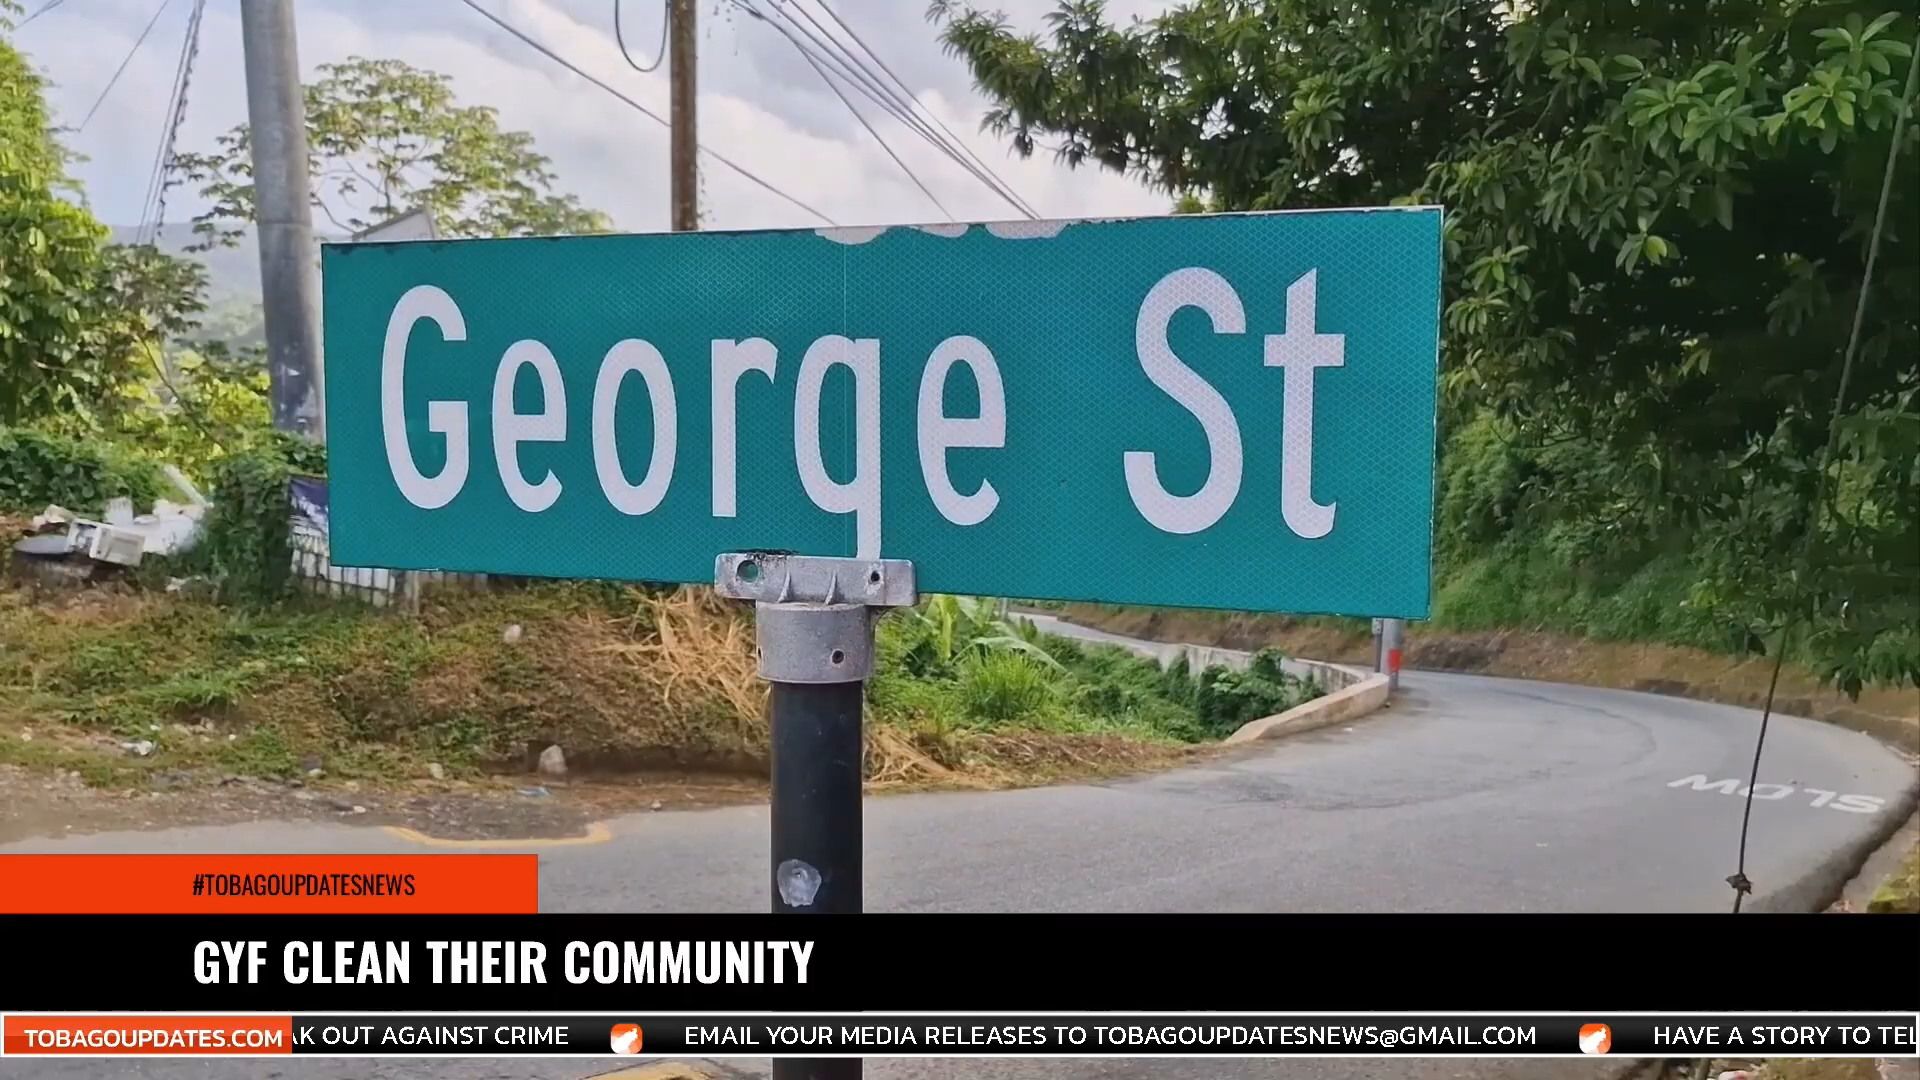 George St
SLOW
#TOBAGOUPDATESNEWS
GYF CLEAN THEIR COMMUNITY
TOBAGOUPDATES.COM
OUT AGAINST CRIME EMAIL YOUR MEDIA RELEASES TO TOBAGOUPDATESNEWS@GMAIL.COM HAVE A STORY TO